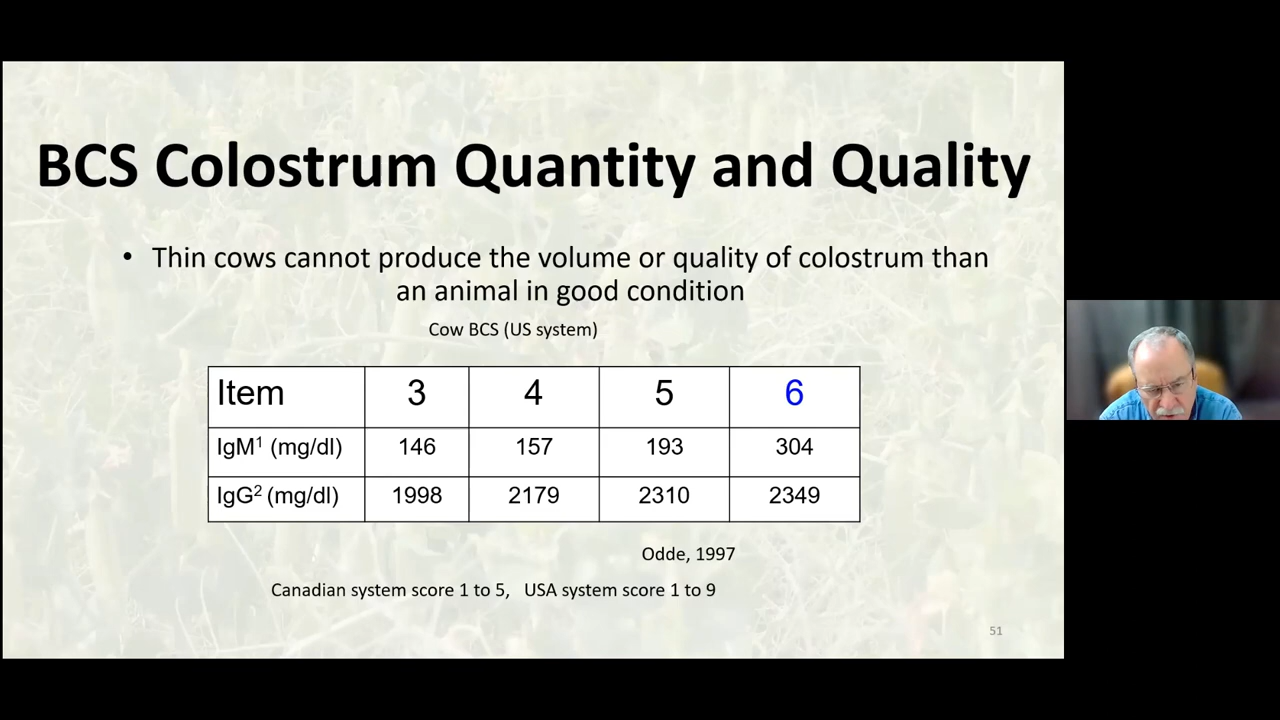 BCS Colostrum Quantity and Quality
• Thin cows cannot produce the volume or quality of colostrum than
an animal in good condition
Cow BCS (US system)
Item 3 4 5 6
IgM¹ (mg/dl) 146 157 193 304
IgG² (mg/dl) 1998 2179 2310 2349
Odde, 1997
Canadian system score 1 to 5, USA system score 1 to 9
51